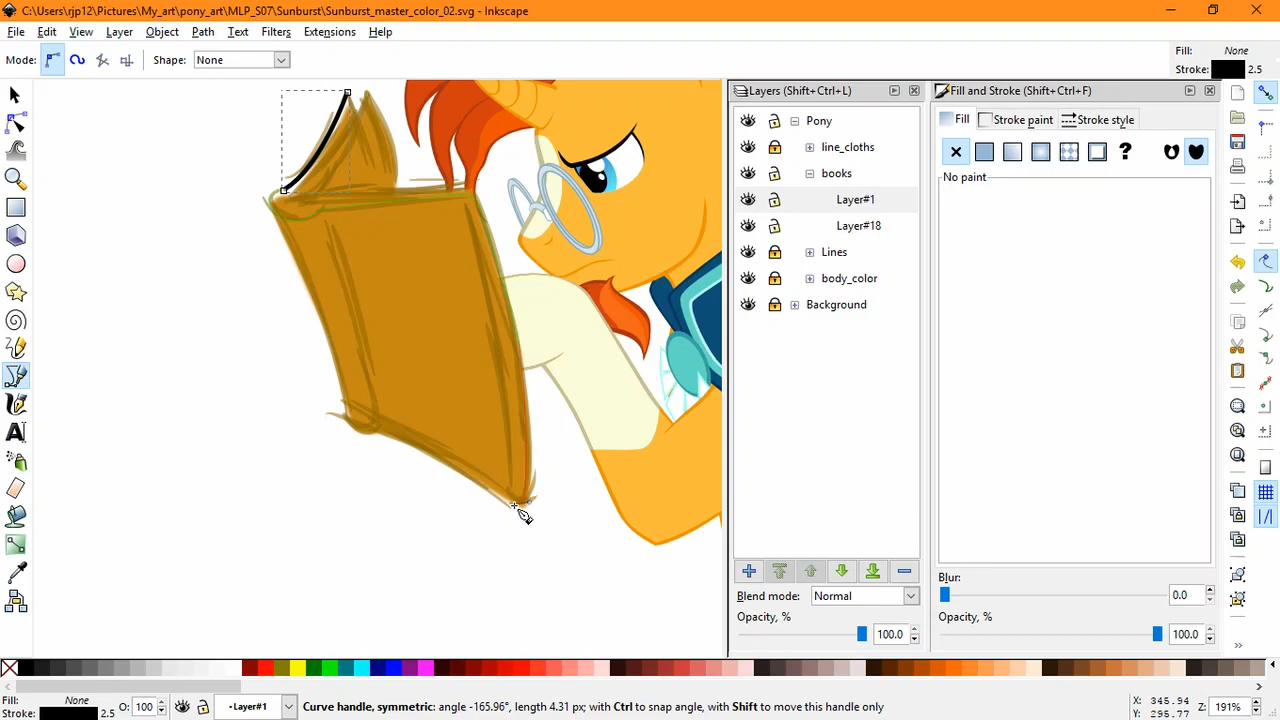 C:\Users\rjp12\Pictures\My_art\pony_art\MLP_S07\Sunburst\Sunburst_master_color_02.svg - Inkscape
File Edit View Layer Object Path Text Filters Extensions Help
Mode: Shape: None
Fill: None
Stroke: 2.5
Layers (Shift+Ctrl+L)
Fill and Stroke (Shift+Ctrl+F)
Pony
line_cloths
books
Layer#1
Layer#18
Lines
body_color
Background
Fill Stroke paint Stroke style
?
No paint
Blend mode: Normal
Opacity, %
100.0
Blur:
0.0
Opacity, %
100.0
Fill: None
Stroke: 2.5
O: 100
Layer#1
Curve handle, symmetric: angle -165.96°, length 4.31 px; with Ctrl to snap angle, with Shift to move this handle only
X: 345.94
Y: 295.77
Z: 191%